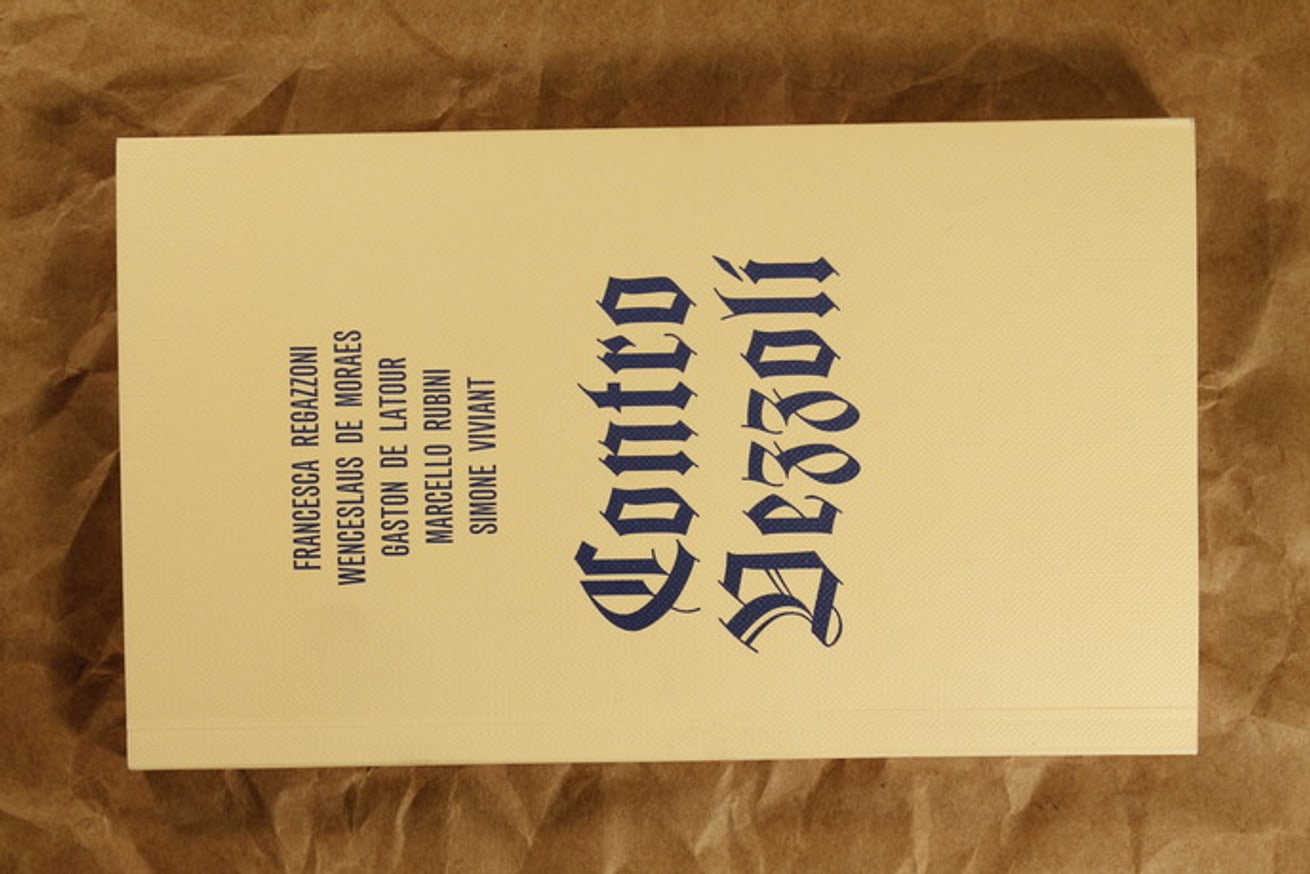 FRANCESCA REGAZZONI
WENCESLAUS DE MORAES
GASTON DE LATOUR
MARCELLO RUBINI
SIMONE VIVIANT
Contro
Vezzoli